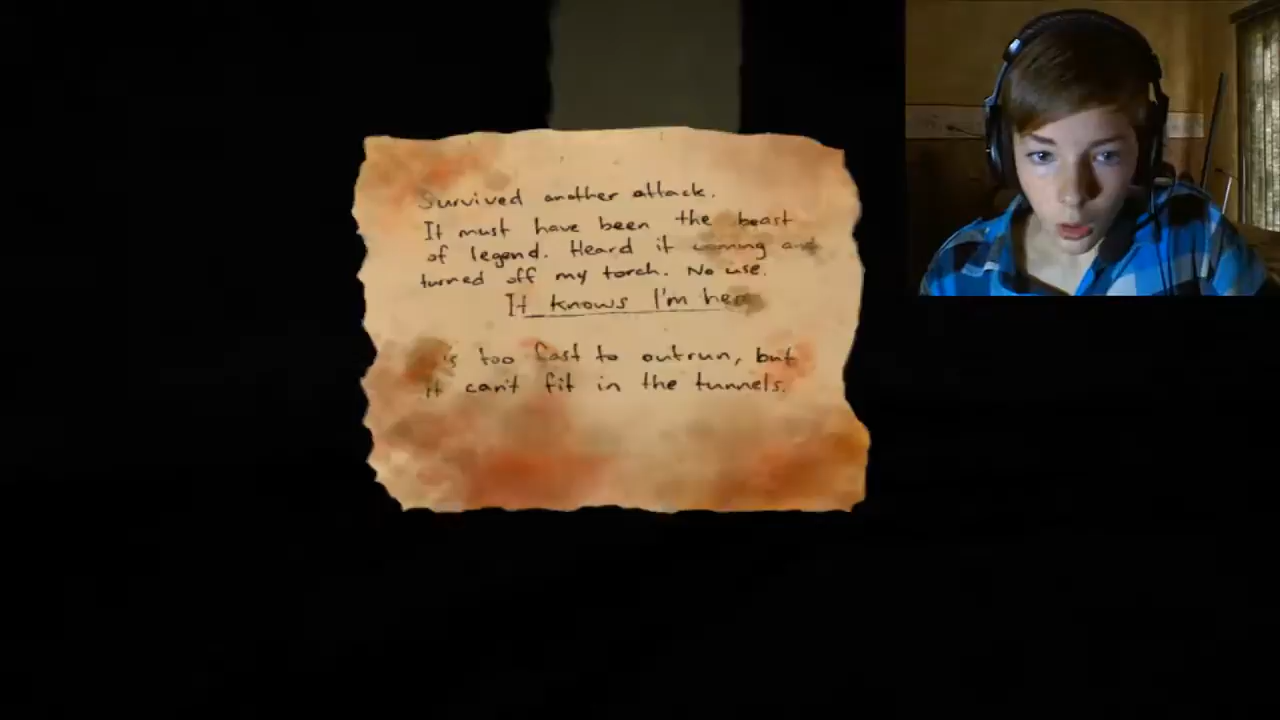 Survived another attack.
It must have been the beast
of legend. Heard it coming and
turned off my torch. No use.
It knows I'm here
too fast to outrun, but
it can't fit in the tunnels.